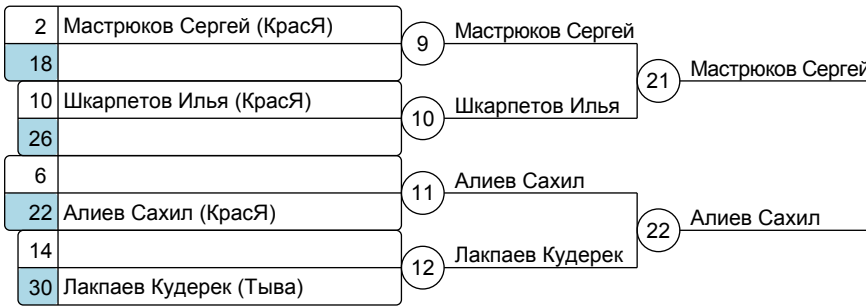 2 Мастрюков Сергей (КрасЯ)
18
10 Шкарпетов Илья (КрасЯ)
26
6
22 Алиев Сахил (КрасЯ)
14
30 Лакпаев Кудерек (Тыва)
9 Мастрюков Сергей
10 Шкарпетов Илья
11 Алиев Сахил
12 Лакпаев Кудерек
21 Мастрюков Сергей
22 Алиев Сахил